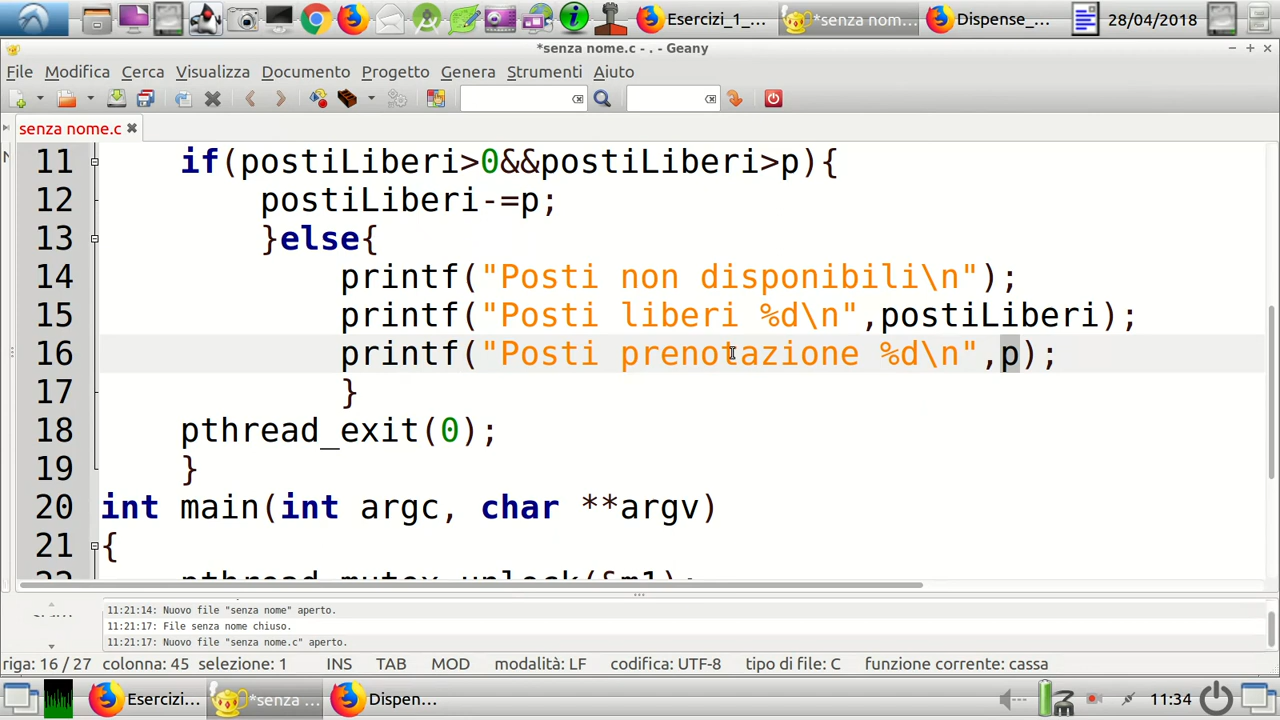 Esercizi_1_...
*senza nom...
Dispense_...
28/04/2018
*senza nome.c - . - Geany
File Modifica Cerca Visualizza Documento Progetto Genera Strumenti Aiuto
senza nome.c
11 if(postiLiberi>0&&postiLiberi>p){
12 postiLiberi-=p;
13 }else{
14 printf("Posti non disponibili\n");
15 printf("Posti liberi %d\n",postiLiberi);
16 printf("Posti prenotazione %d\n",p);
17 }
18 pthread_exit(0);
19 }
20 int main(int argc, char **argv)
21 {
22 pthread_mutex_unlock(&m1);
11:21:14: Nuovo file "senza nome" aperto.
11:21:17: File senza nome chiuso.
11:21:17: Nuovo file "senza nome.c" aperto.
riga: 16 / 27 colonna: 45 selezione: 1 INS TAB MOD modalità: LF codifica: UTF-8 tipo di file: C funzione corrente: cassa
Esercizi...
*senza ...
Dispen...
11:34